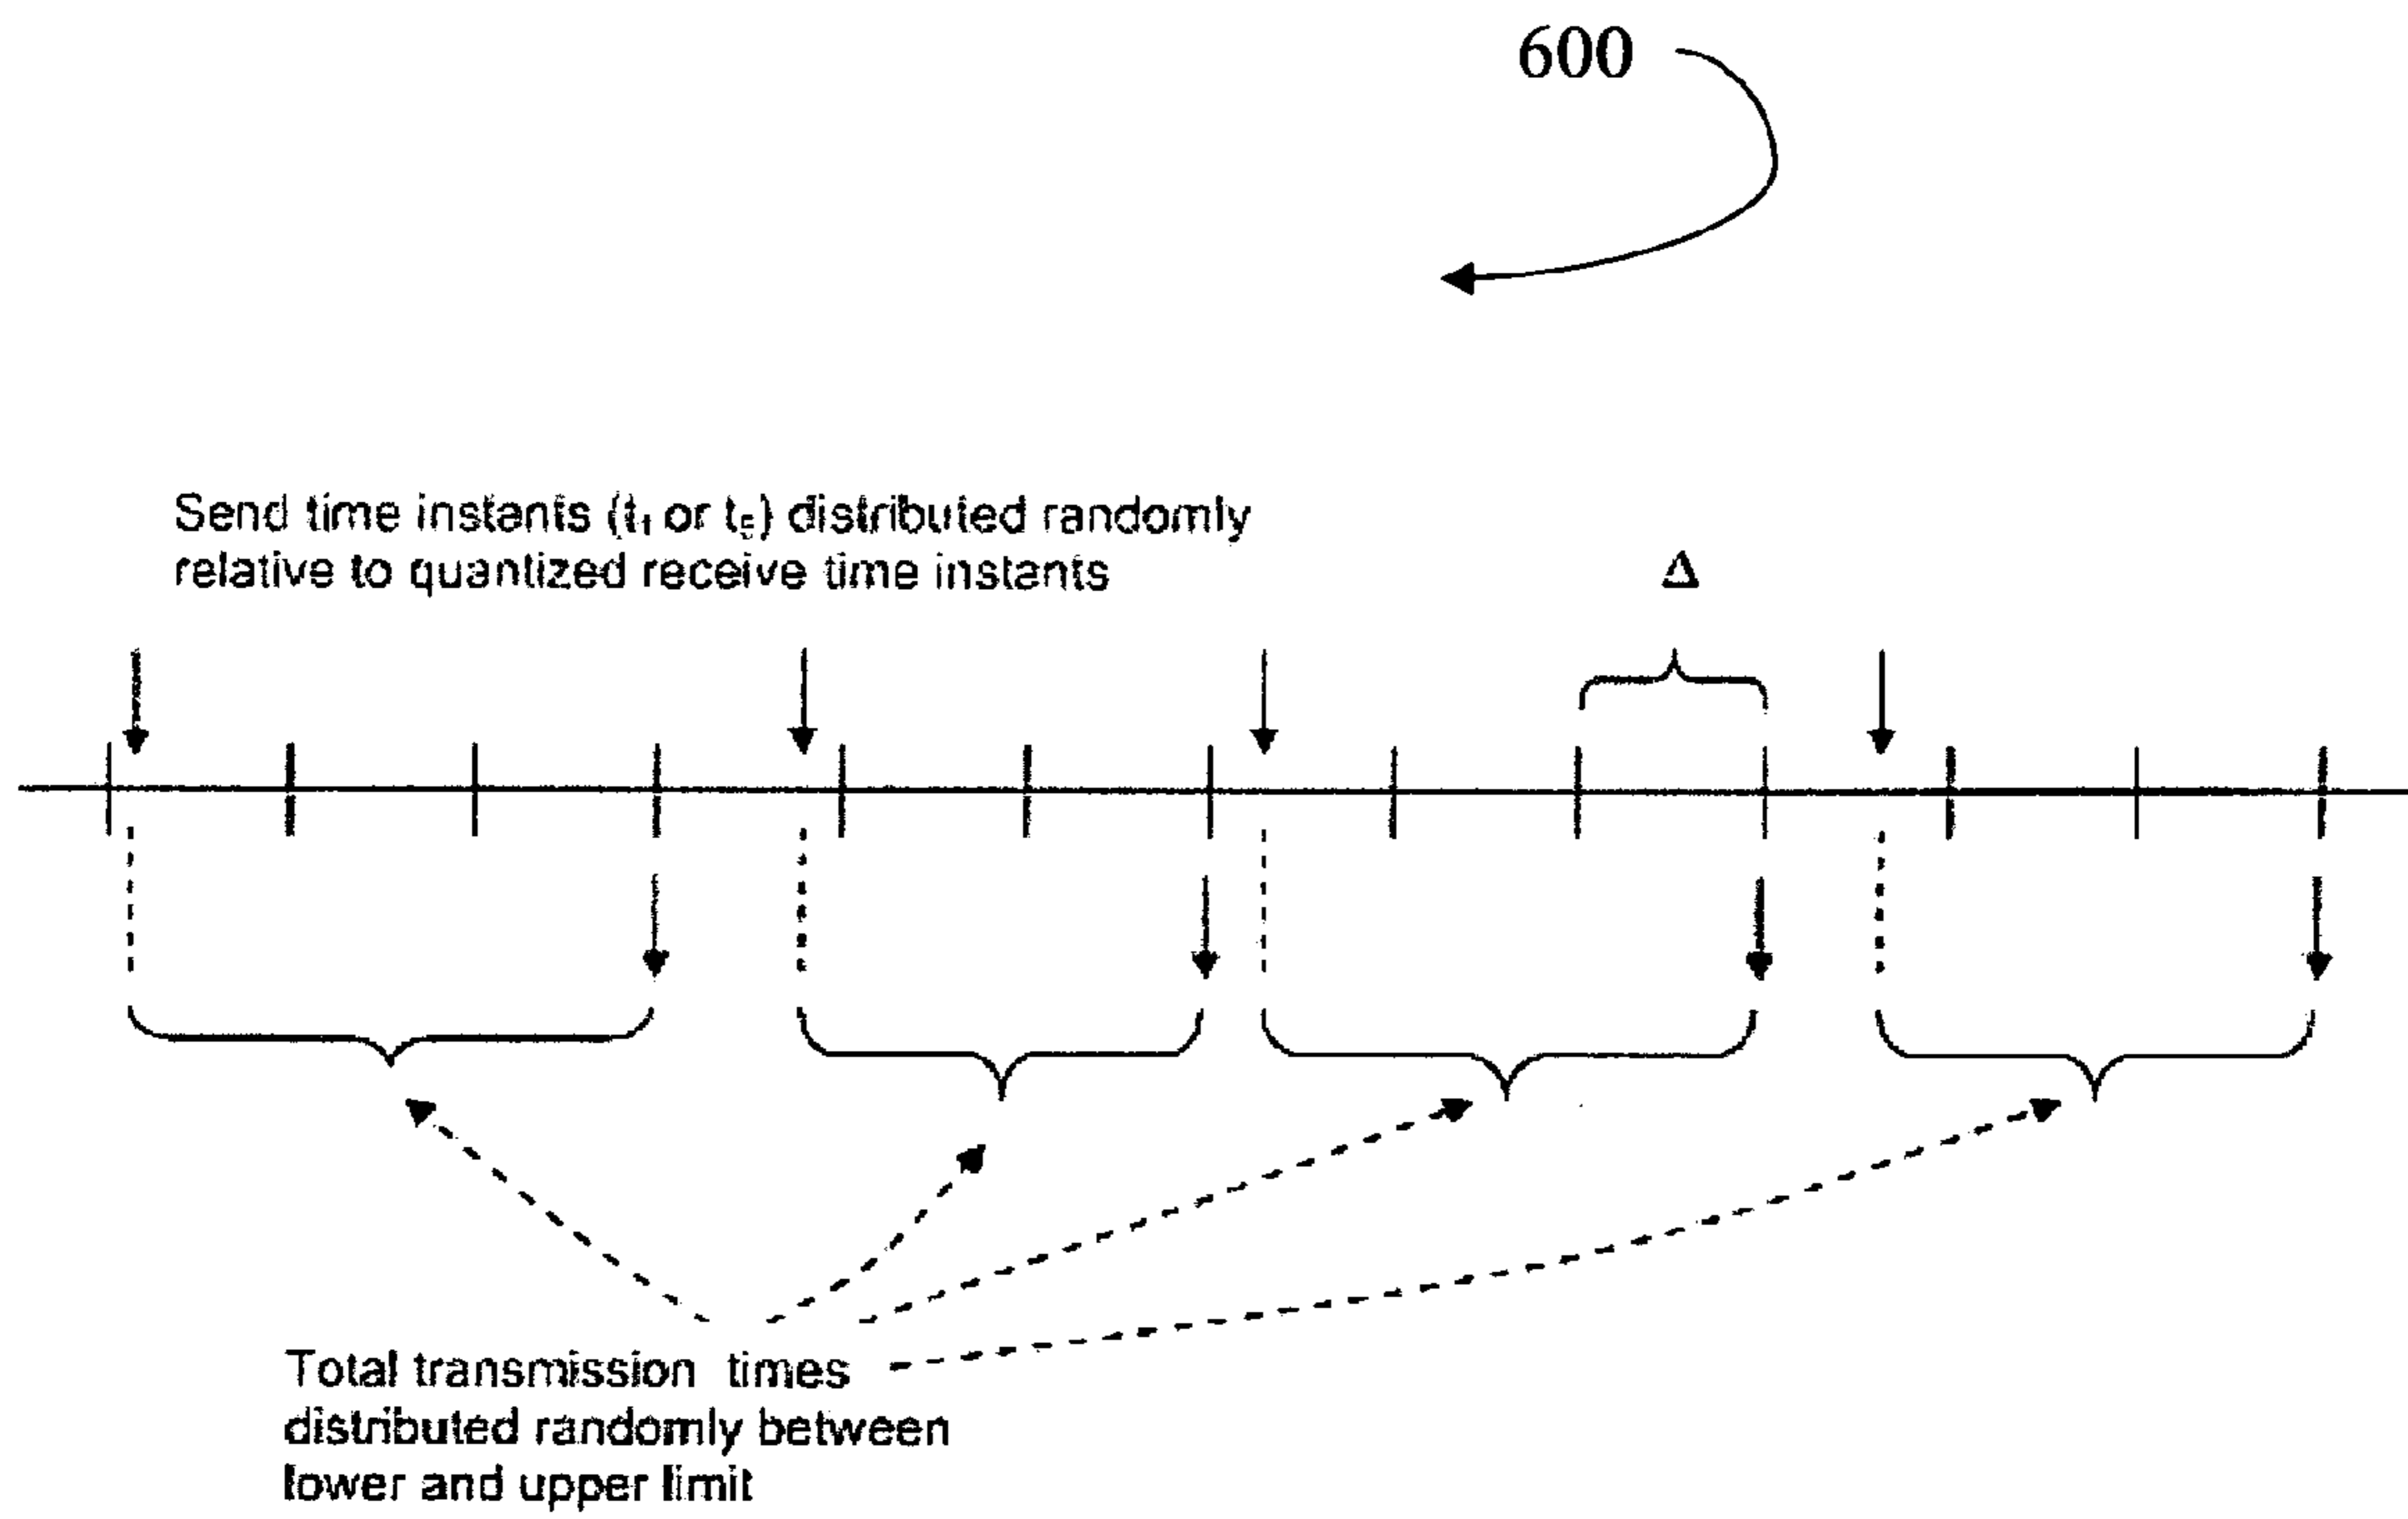 600
Send time instants (t₁ or t₅) distributed randomly
relative to quantized receive time instants
Δ
Total transmission times
distributed randomly between
lower and upper limit